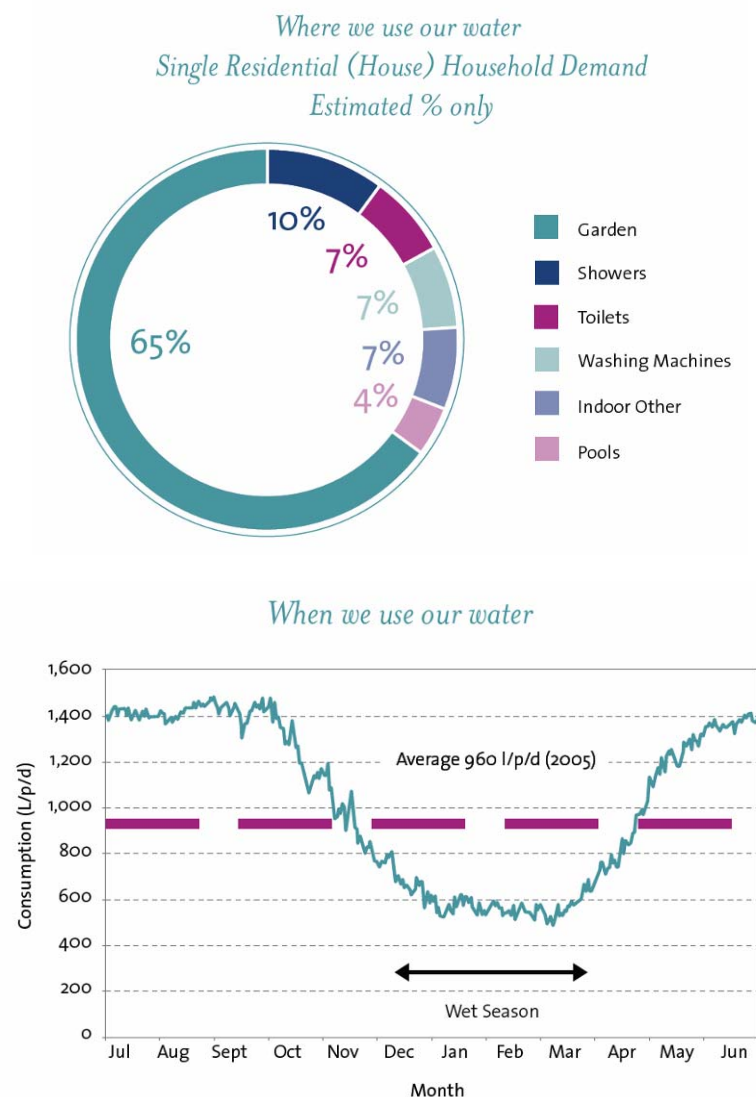 Where we use our water
Single Residential (House) Household Demand
Estimated % only
10%
7%
7%
7%
4%
65%
Garden
Showers
Toilets
Washing Machines
Indoor Other
Pools
When we use our water
Consumption (L/p/d)
1,600
1,400
1,200
1,000
800
600
400
200
0
Average 960 l/p/d (2005)
Wet Season
Jul Aug Sept Oct Nov Dec Jan Feb Mar Apr May Jun
Month